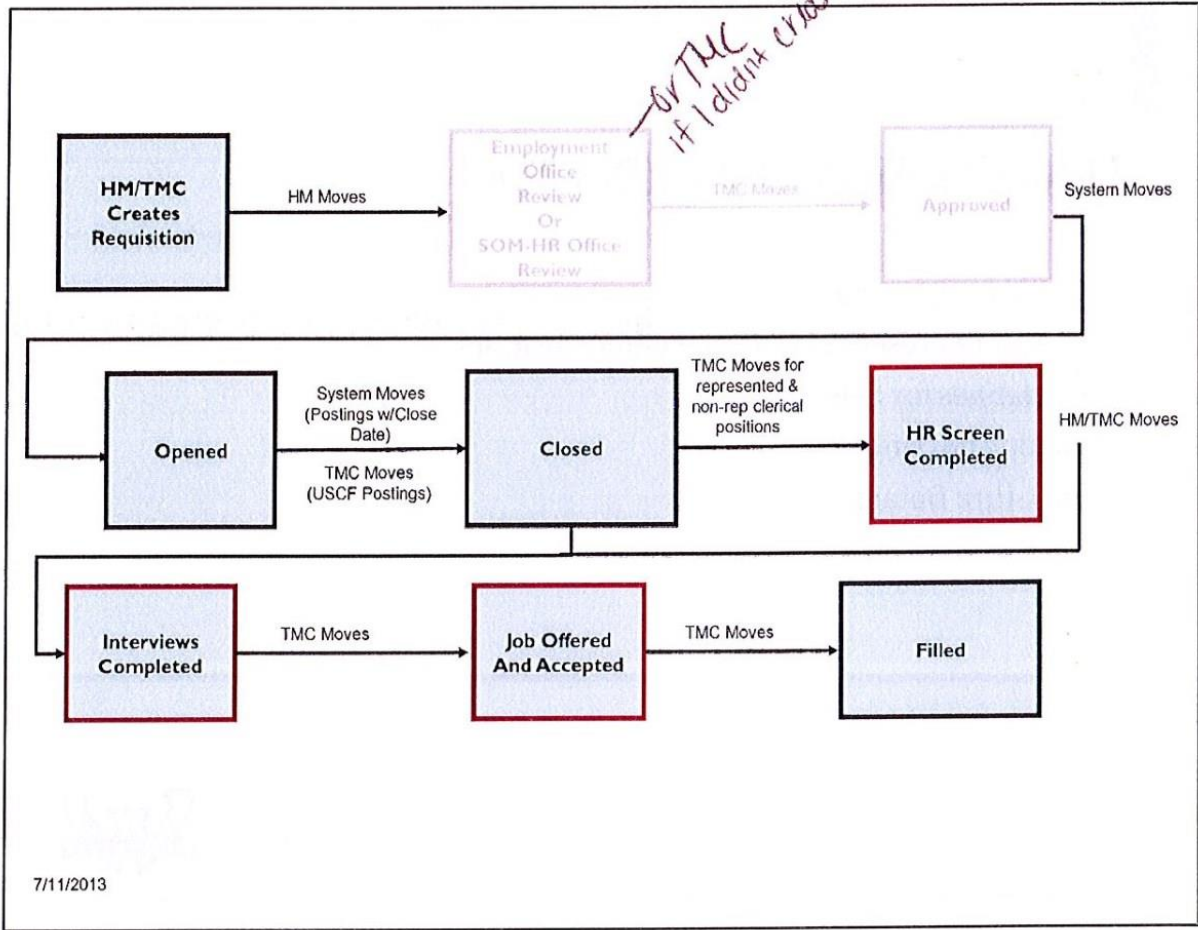 or TMC
if I didnt
HM/TMC
Creates
Requisition
HM Moves
Employment
Office
Review
Or
SOM-HR Office
Review
TMC Moves
Approved
System Moves
Opened
System Moves
(Postings w/Close
Date)
TMC Moves
(USCF Postings)
Closed
TMC Moves for
represented &
non-rep clerical
positions
HR Screen
Completed
HM/TMC Moves
Interviews
Completed
TMC Moves
Job Offered
And Accepted
TMC Moves
Filled
7/11/2013